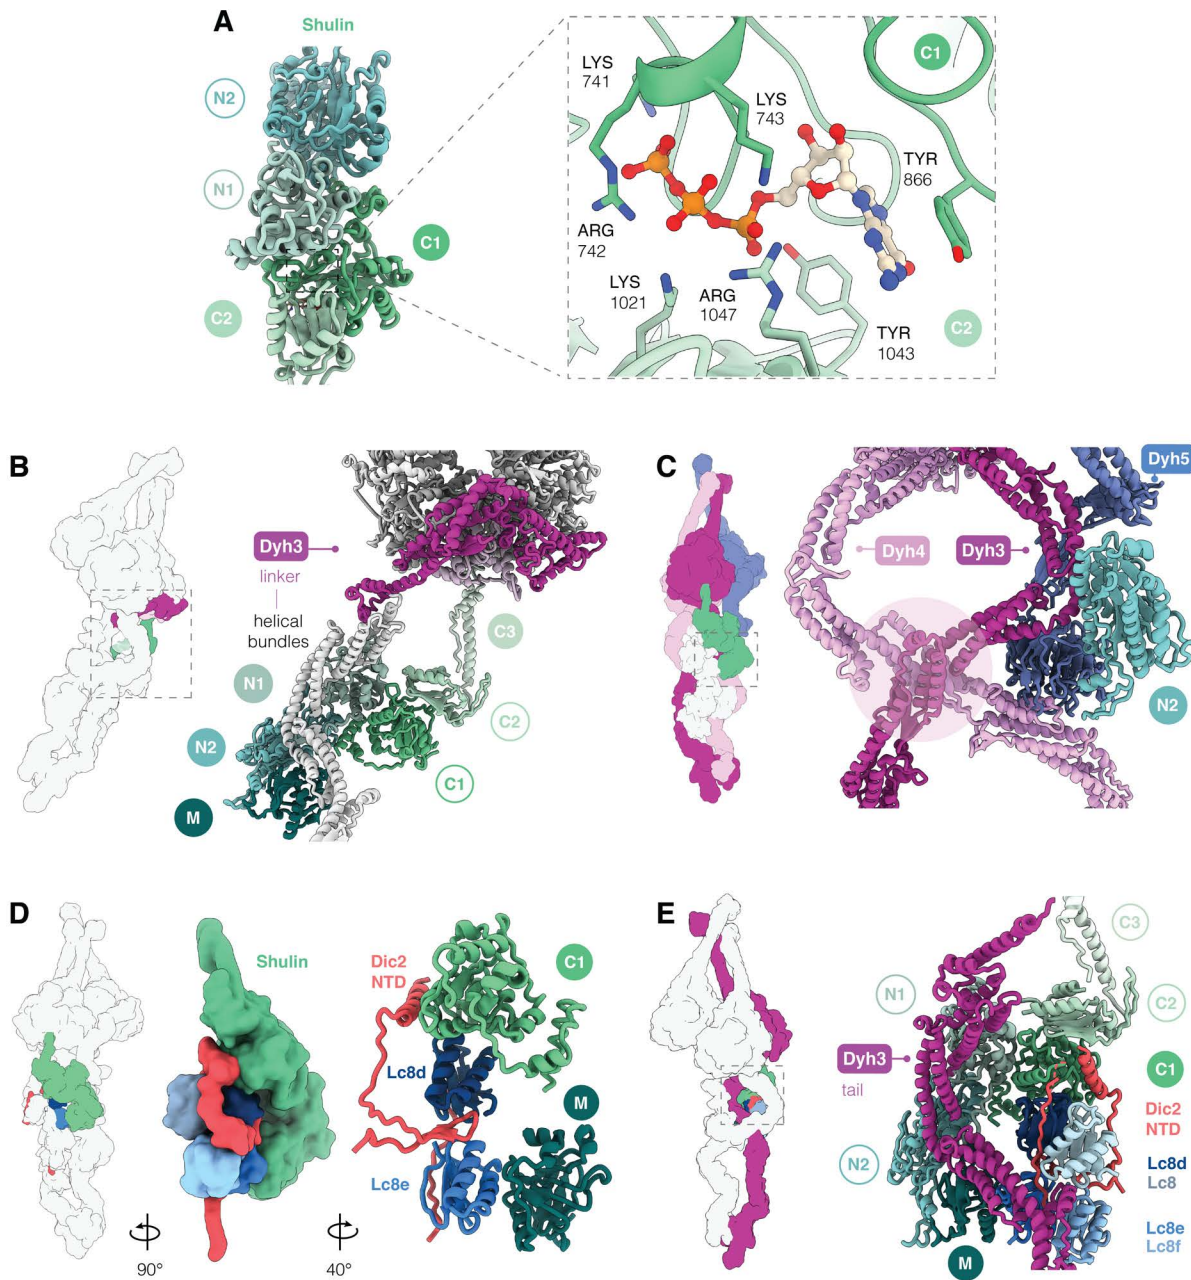 A
Shulin
N2
N1
C1
C2
LYS
741
LYS
743
C1
TYR
866
ARG
742
LYS
1021
ARG
1047
TYR
1043
C2
B
Dyh3
linker
helical
bundles
N1
N2
M
C3
C2
C1
C
Dyh5
Dyh4
Dyh3
N2
D
Shulin
Dic2
NTD
C1
Lc8d
M
Lc8e
90°
40°
E
C3
N1
C2
Dyh3
tail
C1
Dic2
NTD
N2
Lc8d
Lc8
Lc8e
Lc8f
M